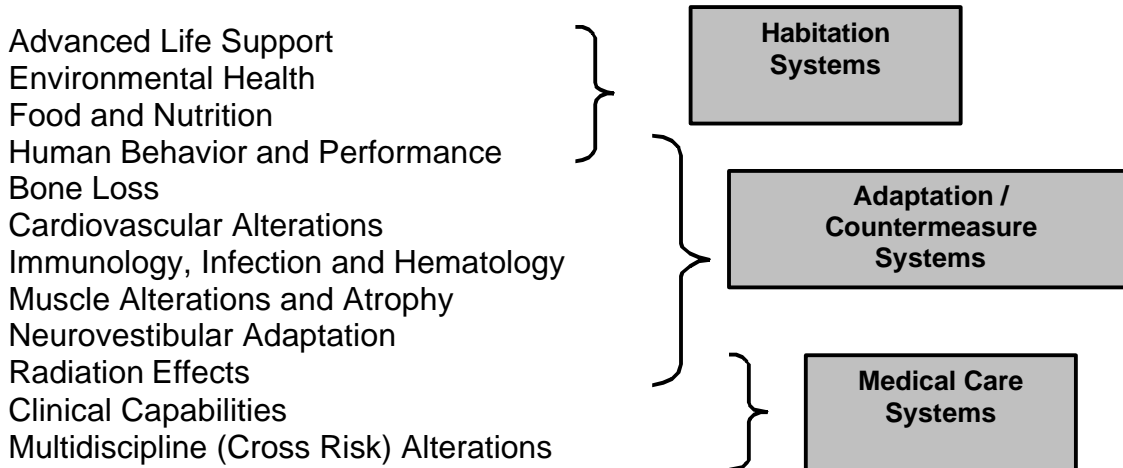 Advanced Life Support
Environmental Health
Food and Nutrition
Human Behavior and Performance
Bone Loss
Cardiovascular Alterations
Immunology, Infection and Hematology
Muscle Alterations and Atrophy
Neurovestibular Adaptation
Radiation Effects
Clinical Capabilities
Multidiscipline (Cross Risk) Alterations
Habitation
Systems
Adaptation /
Countermeasure
Systems
Medical Care
Systems